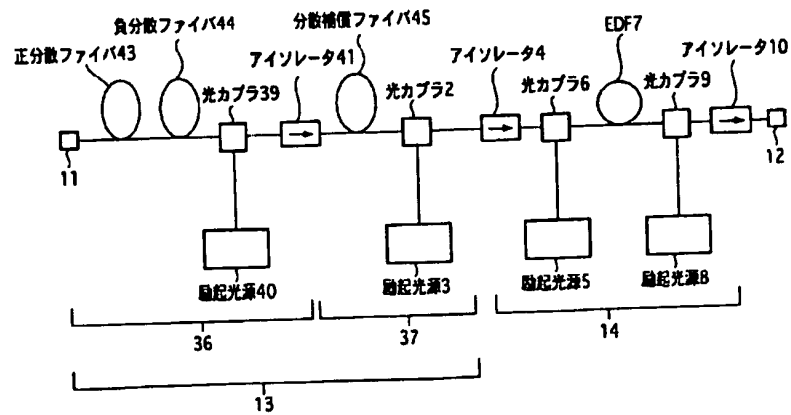 正分散ファイバ43
負分散ファイバ44
アイソレータ41
分散補償ファイバ45
アイソレータ4
EDF7
アイソレータ10
光カプラ39
光カプラ2
光カプラ6
光カプラ9
11
12
励起光源40
励起光源3
励起光源5
励起光源8
36
37
14
13